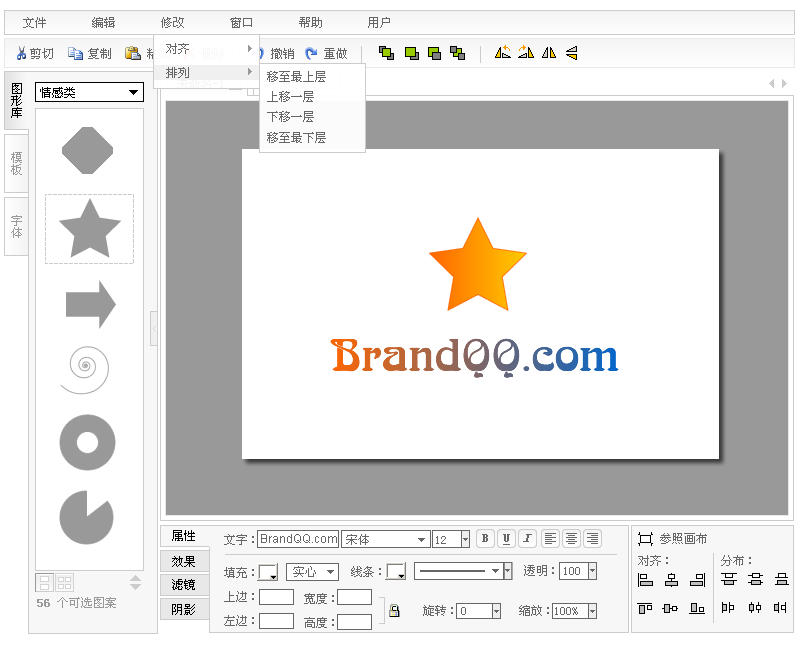 文件 编辑 修改 窗口 帮助 用户
剪切 复制 撤销 重做
对齐
排列
移至最上层
上移一层
下移一层
移至最下层
图形库
模板
字体
情感类
BrandQQ.com
56 个可选图案
属性
效果
滤镜
阴影
文字： BrandQQ.com 宋体 12 B U I
填充： 实心 线条： 透明： 100
上边： 宽度：
左边： 高度： 旋转： 0 缩放： 100%
参照画布
对齐： 分布：